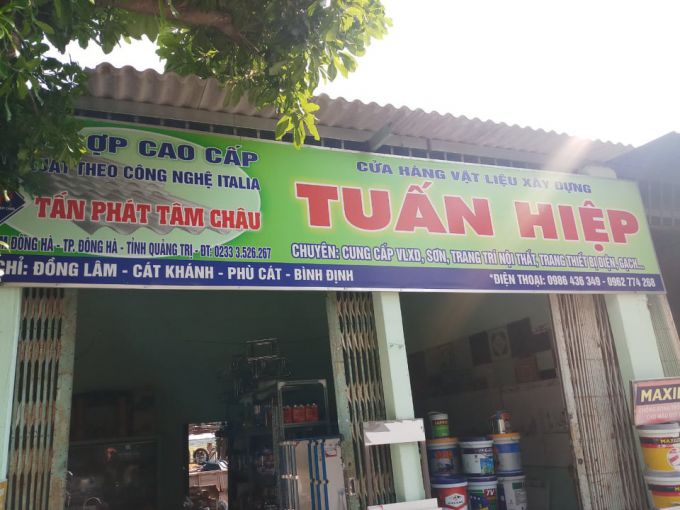 ỢP CAO CẤP
THEO CÔNG NGHỆ ITALIA
TẤN PHÁT TÂM CHÂU
ĐÔNG HÀ - TP. ĐÔNG HÀ - TỈNH QUẢNG TRỊ - ĐT: 0233 3.526.267
CỬA HÀNG VẬT LIỆU XÂY DỰNG
TUẤN HIỆP
CHUYÊN: CUNG CẤP VLXD, SƠN, TRANG TRÍ NỘI THẤT, TRANG THIẾT BỊ ĐIỆN, GẠCH...
CHỈ: ĐỒNG LÂM - CÁT KHÁNH - PHÙ CÁT - BÌNH ĐỊNH
*ĐIỆN THOẠI: 0986 436 349 - 0962 774 268